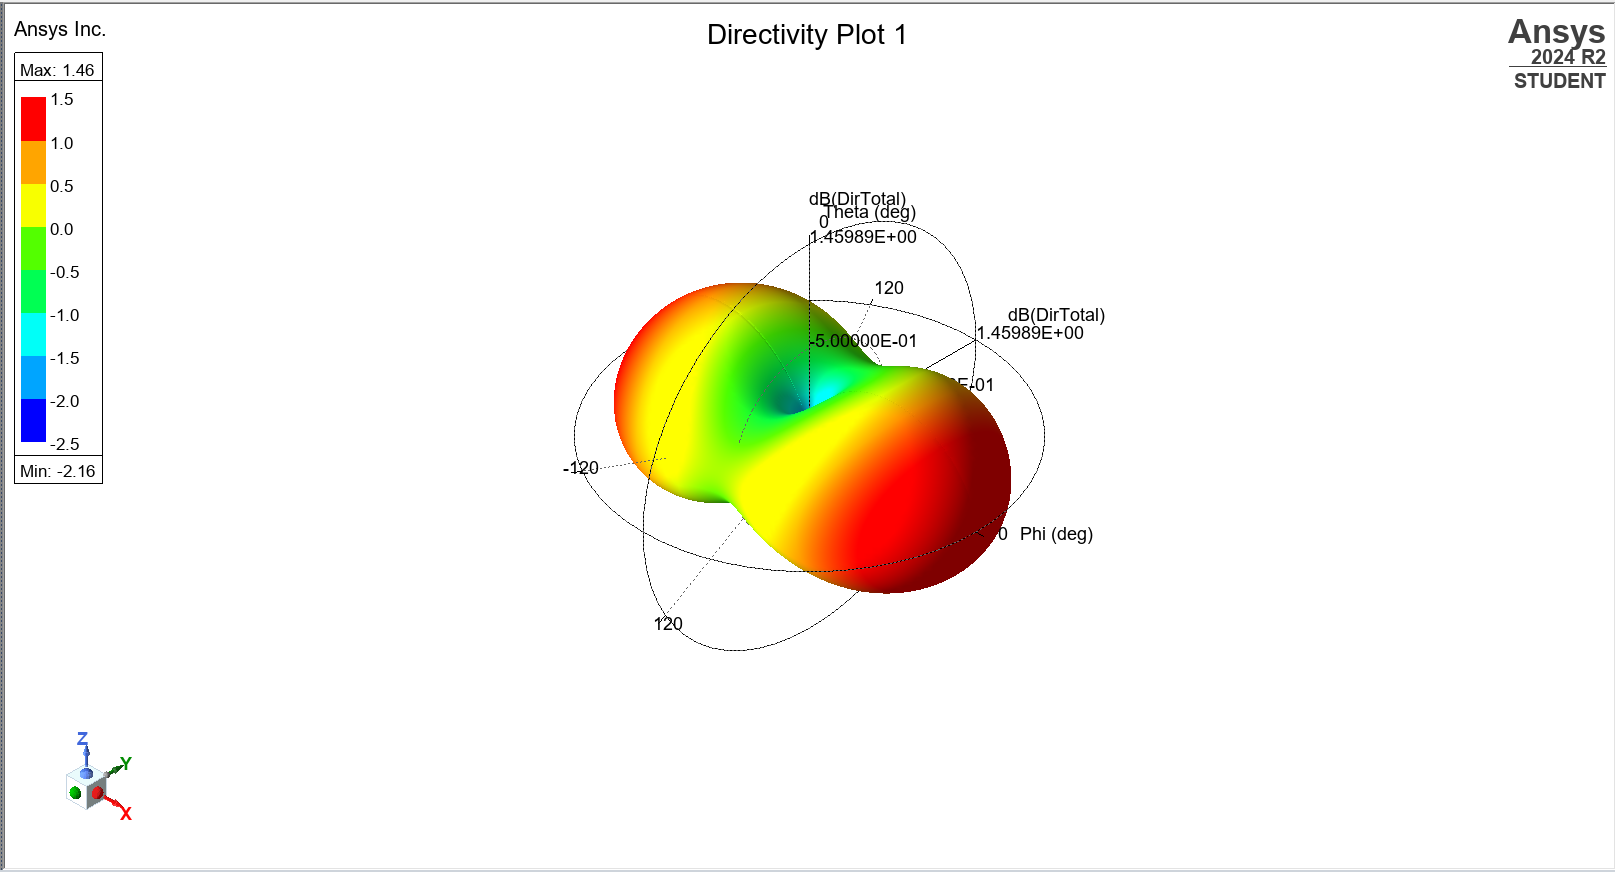 Ansys Inc.
Directivity Plot 1
Ansys
2024 R2
STUDENT
Max: 1.46
1.5
1.0
0.5
0.0
-0.5
-1.0
-1.5
-2.0
-2.5
Min: -2.16
dB(DirTotal)
Theta (deg)
0
1.45989E+00
120
dB(DirTotal)
1.45989E+00
-5.00000E-01
E-01
-120
0 Phi (deg)
120
Z
Y
X